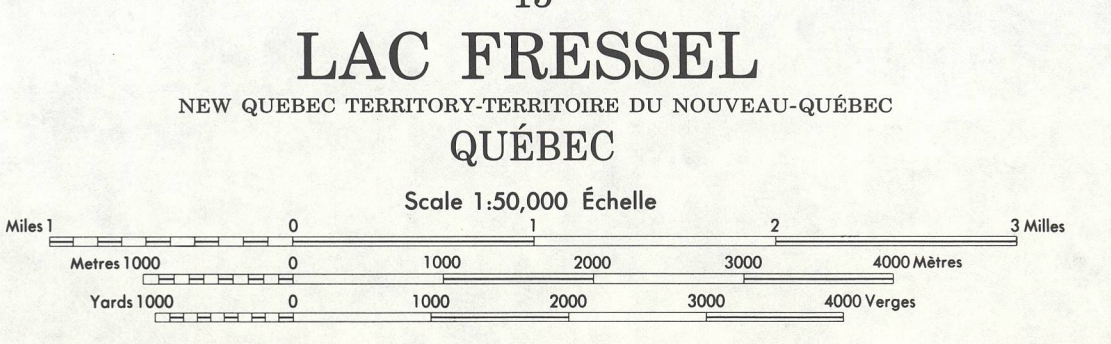 LAC FRESSEL
NEW QUEBEC TERRITORY-TERRITOIRE DU NOUVEAU-QUÉBEC
QUÉBEC
Scale 1:50,000 Échelle
Miles 1 0 1 2 3 Milles
Metres 1000 0 1000 2000 3000 4000 Mètres
Yards 1000 0 1000 2000 3000 4000 Verges